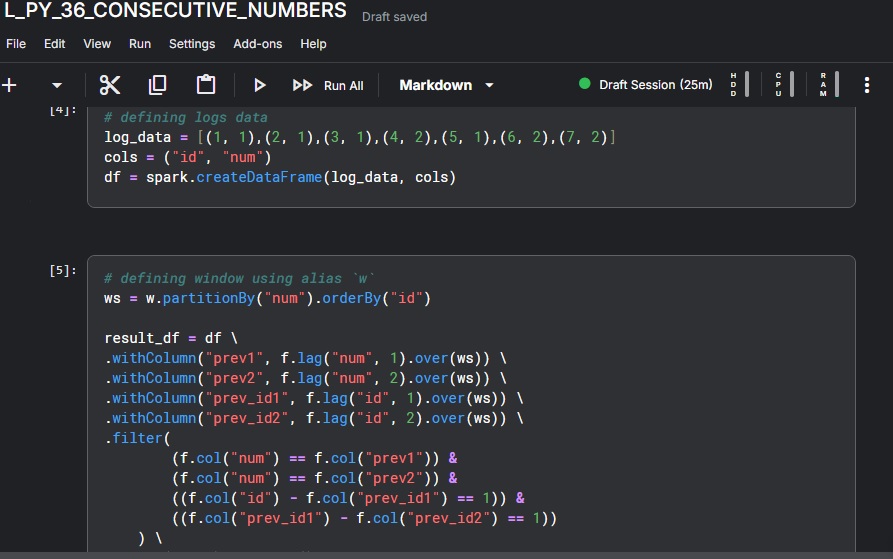 L_PY_36_CONSECUTIVE_NUMBERS Draft saved
File Edit View Run Settings Add-ons Help
+ Run All Markdown Draft Session (25m) HDD CPU RAM
[4]:
# defining logs data
log_data = [(1, 1),(2, 1),(3, 1),(4, 2),(5, 1),(6, 2),(7, 2)]
cols = ("id", "num")
df = spark.createDataFrame(log_data, cols)
[5]:
# defining window using alias `w`
ws = w.partitionBy("num").orderBy("id")
result_df = df \
.withColumn("prev1", f.lag("num", 1).over(ws)) \
.withColumn("prev2", f.lag("num", 2).over(ws)) \
.withColumn("prev_id1", f.lag("id", 1).over(ws)) \
.withColumn("prev_id2", f.lag("id", 2).over(ws)) \
.filter(
(f.col("num") == f.col("prev1")) &
(f.col("num") == f.col("prev2")) &
((f.col("id") - f.col("prev_id1") == 1)) &
((f.col("prev_id1") - f.col("prev_id2") == 1))
) \